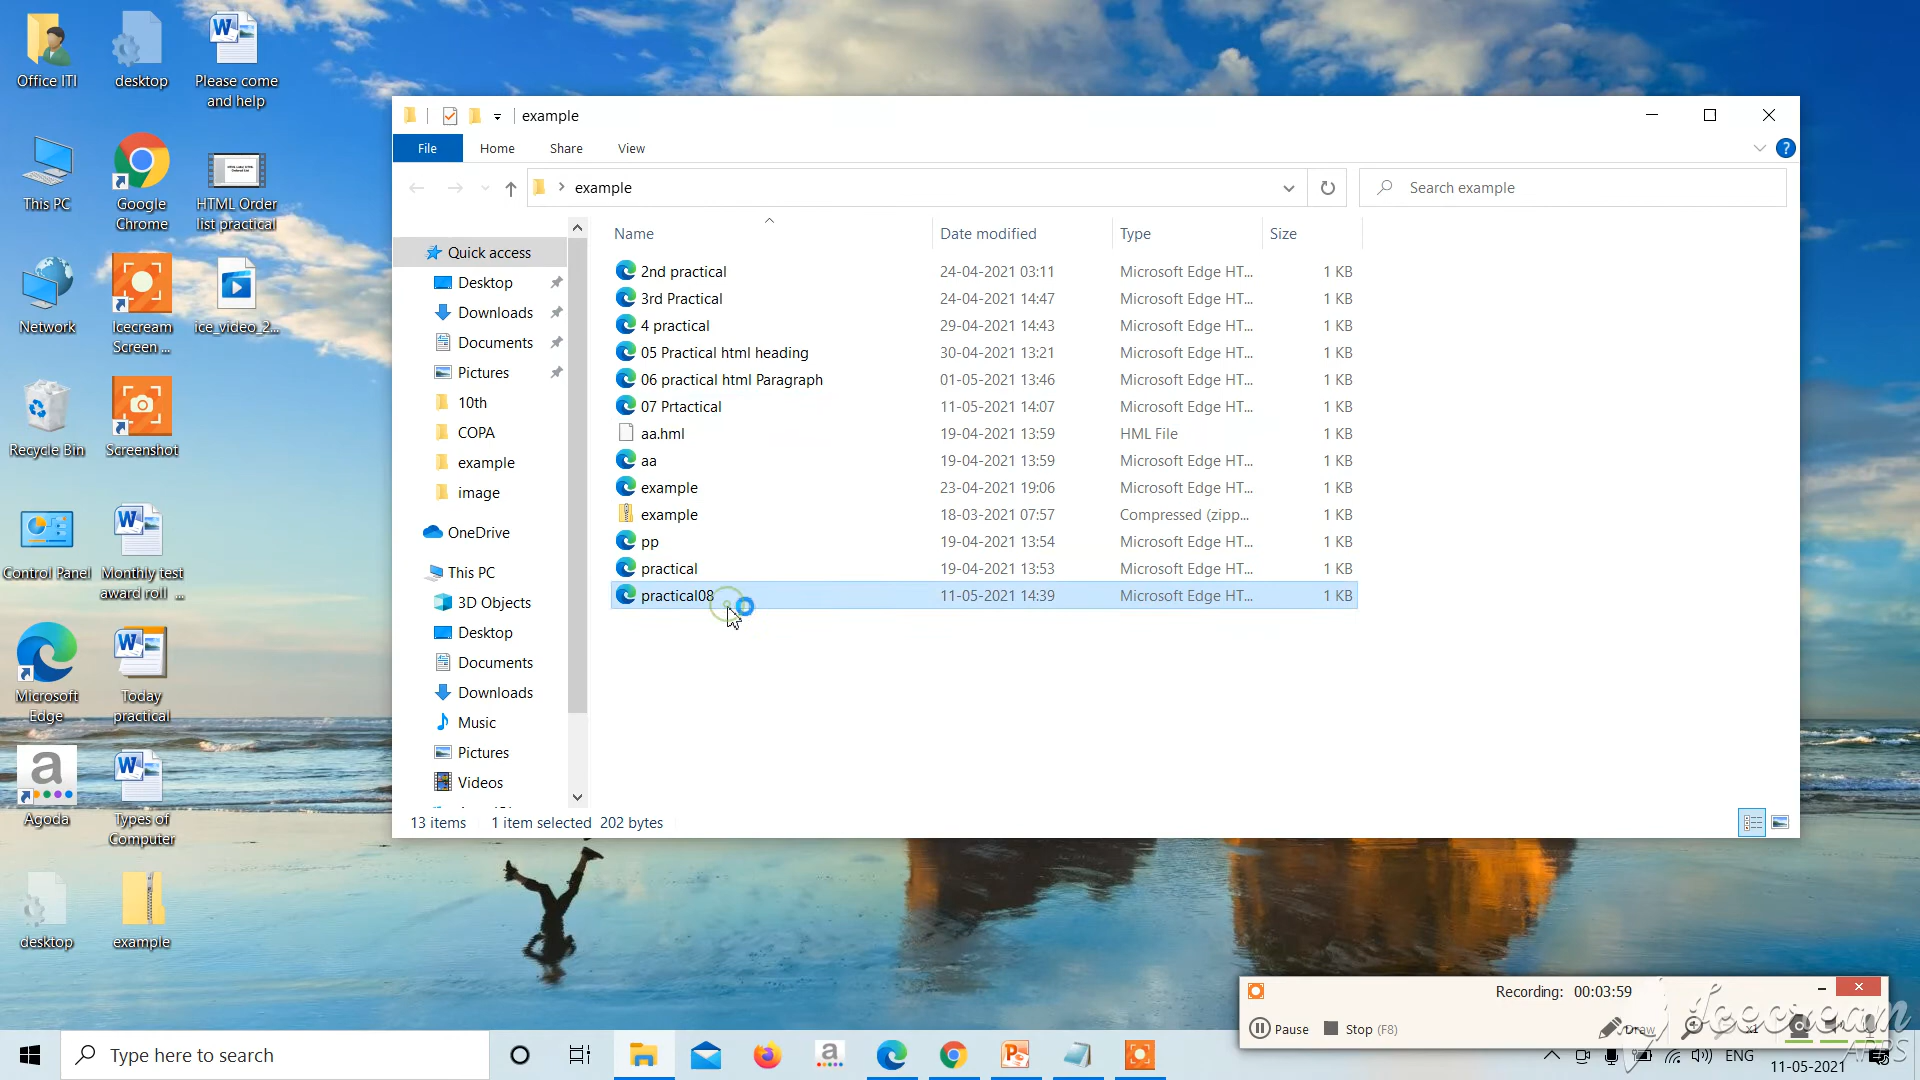 Office ITI
desktop
Please come
and help
This PC
Google
Chrome
HTML Order
list practical
Network
Icecream
Screen ...
ice_video_2...
Recycle Bin
Screenshot
Control Panel
Monthly test
award roll ...
Microsoft
Edge
Today
practical
Agoda
Types of
Computer
desktop
example
example
File
Home
Share
View
example
Search example
Name
Date modified
Type
Size
Quick access
Desktop
Downloads
Documents
Pictures
10th
COPA
example
image
OneDrive
This PC
3D Objects
Desktop
Documents
Downloads
Music
Pictures
Videos
2nd practical 24-04-2021 03:11 Microsoft Edge HT... 1 KB
3rd Practical 24-04-2021 14:47 Microsoft Edge HT... 1 KB
4 practical 29-04-2021 14:43 Microsoft Edge HT... 1 KB
05 Practical html heading 30-04-2021 13:21 Microsoft Edge HT... 1 KB
06 practical html Paragraph 01-05-2021 13:46 Microsoft Edge HT... 1 KB
07 Prtactical 11-05-2021 14:07 Microsoft Edge HT... 1 KB
aa.hml 19-04-2021 13:59 HML File 1 KB
aa 19-04-2021 13:59 Microsoft Edge HT... 1 KB
example 23-04-2021 19:06 Microsoft Edge HT... 1 KB
example 18-03-2021 07:57 Compressed (zipp... 1 KB
pp 19-04-2021 13:54 Microsoft Edge HT... 1 KB
practical 19-04-2021 13:53 Microsoft Edge HT... 1 KB
practical08 11-05-2021 14:39 Microsoft Edge HT... 1 KB
13 items 1 item selected 202 bytes
Recording: 00:03:59
Pause
Stop (F8)
Draw
Icecream
APPS
Type here to search
ENG
11-05-2021